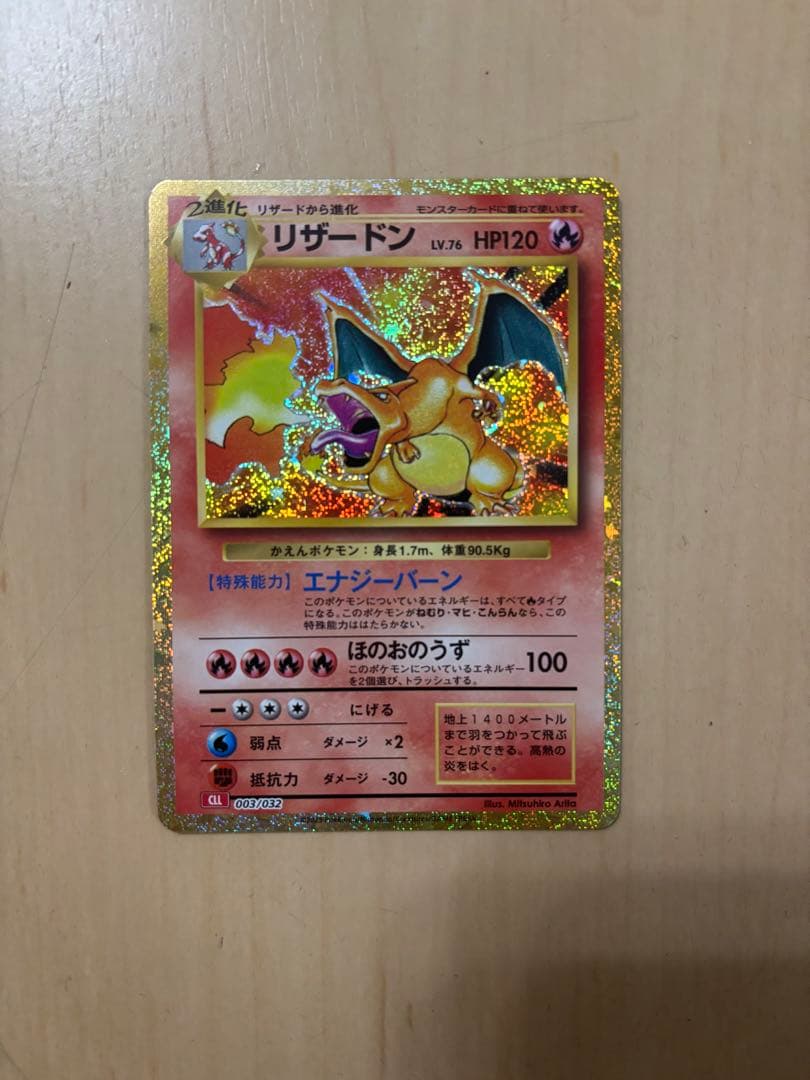 2進化 リザードから進化 モンスターカードに重ねて使います。
リザードン LV.76 HP120
かえんポケモン：身長1.7m、体重90.5Kg
【特殊能力】 エナジーバーン
このポケモンについているエネルギーは、すべて タイプ
になる。このポケモンがねむり・マヒ・こんらんなら、この
特殊能力ははたらかない。
ほのおのうず 100
このポケモンについているエネルギー
を2個選び、トラッシュする。
にげる
弱点 ダメージ ×2
抵抗力 ダメージ -30
地上1400メートル
まで羽をつかって飛ぶ
ことができる。高熱の
炎をはく。
CLL 003/032
Illus. Mitsuhiro Arita